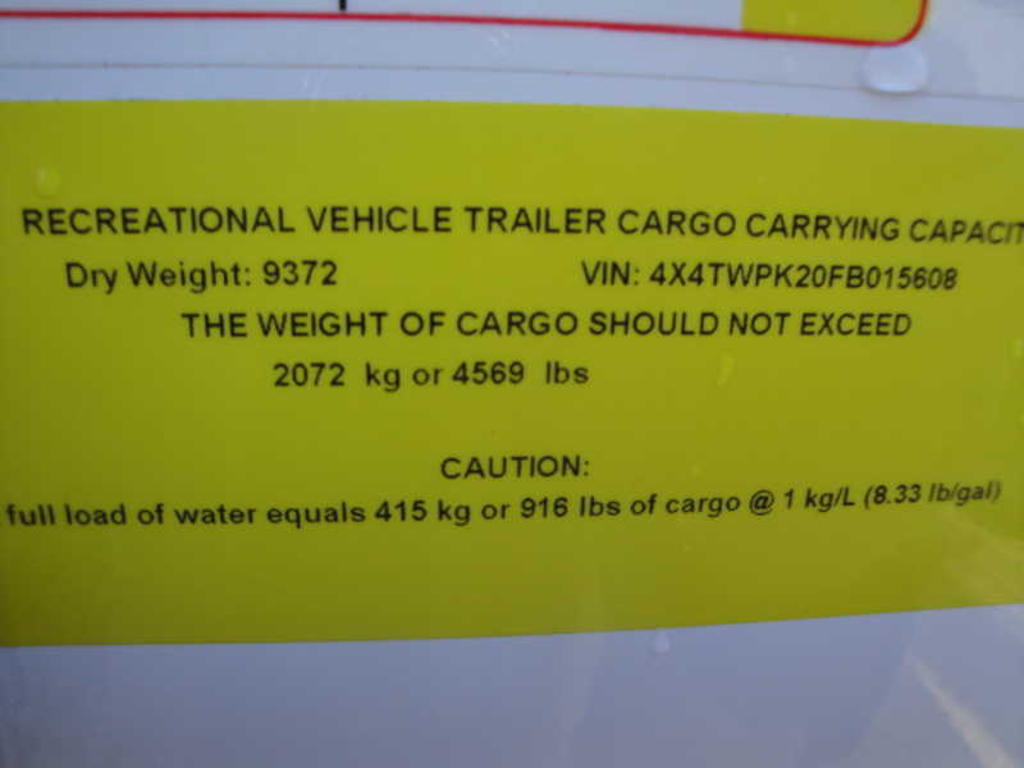 RECREATIONAL VEHICLE TRAILER CARGO CARRYING CAPACIT
Dry Weight: 9372 VIN: 4X4TWPK20FB015608
THE WEIGHT OF CARGO SHOULD NOT EXCEED
2072 kg or 4569 lbs
CAUTION:
full load of water equals 415 kg or 916 lbs of cargo @ 1 kg/L (8.33 lb/gal)